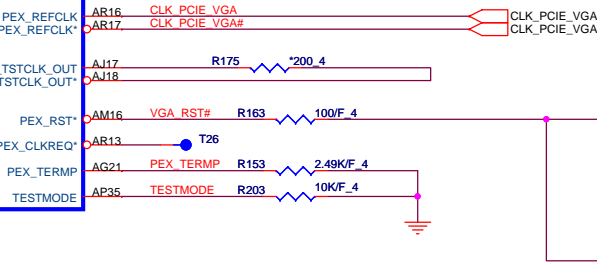 PEX_REFCLK AR16 CLK_PCIE_VGA CLK_PCIE_VGA
PEX_REFCLK* AR17 CLK_PCIE_VGA# CLK_PCIE_VGA#
_TSTCLK_OUT AJ17 R175 *200_4
TSTCLK_OUT* AJ18
PEX_RST* AM16 VGA_RST# R163 100/F_4
PEX_CLKREQ* AR13 T26
PEX_TERMP AG21 PEX_TERMP R153 2.49K/F_4
TESTMODE AP35 TESTMODE R203 10K/F_4